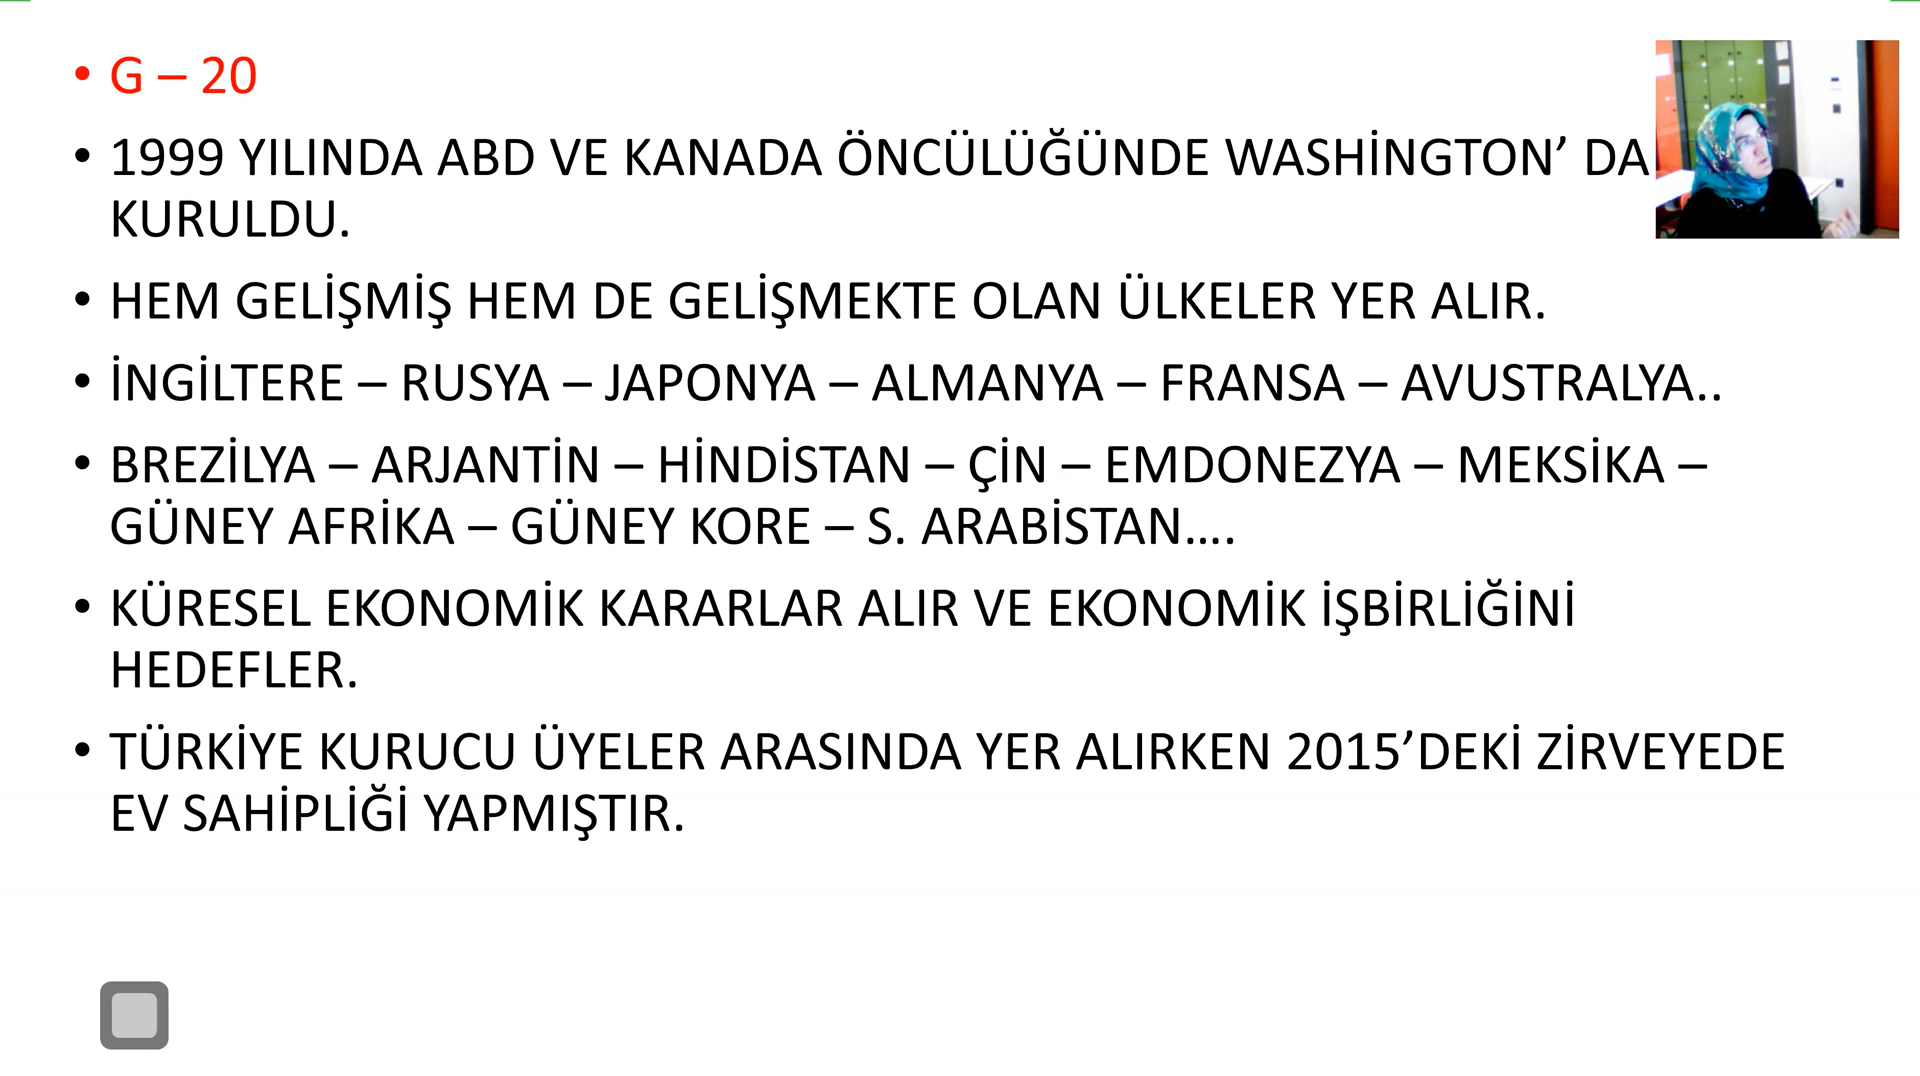 • G – 20
• 1999 YILINDA ABD VE KANADA ÖNCÜLÜĞÜNDE WASHİNGTON’ DA
KURULDU.
• HEM GELİŞMİŞ HEM DE GELİŞMEKTE OLAN ÜLKELER YER ALIR.
• İNGİLTERE – RUSYA – JAPONYA – ALMANYA – FRANSA – AVUSTRALYA..
• BREZİLYA – ARJANTİN – HİNDİSTAN – ÇİN – EMDONEZYA – MEKSİKA –
GÜNEY AFRİKA – GÜNEY KORE – S. ARABİSTAN....
• KÜRESEL EKONOMİK KARARLAR ALIR VE EKONOMİK İŞBİRLİĞİNİ
HEDEFLER.
• TÜRKİYE KURUCU ÜYELER ARASINDA YER ALIRKEN 2015’DEKİ ZİRVEYEDE
EV SAHİPLİĞİ YAPMIŞTIR.